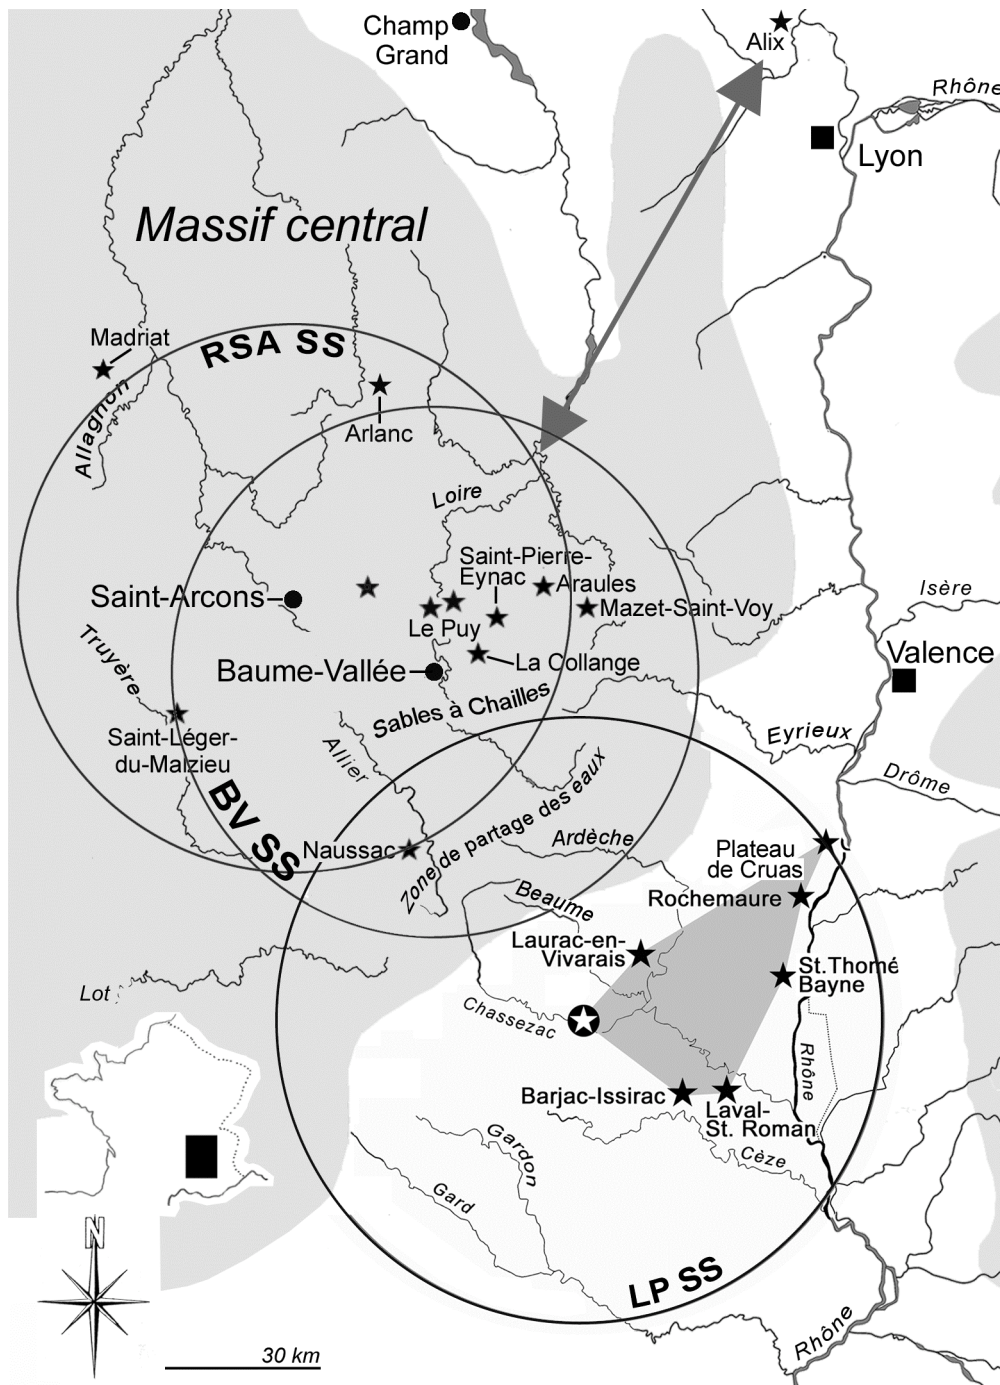 Champ
Grand
Alix
Rhône
Lyon
Massif central
Madriat
RSA SS
Allagnon
Arlanc
Loire
Saint-Pierre-
Eynac
Araules
Saint-Arcons
Mazet-Saint-Voy
Isère
Le Puy
Truyère
Baume-Vallée
La Collange
Valence
Sables à Chailles
Saint-Léger-
du-Malzieu
Allier
Eyrieux
Drôme
BV SS
Zone de partage des eaux
Naussac
Ardèche
Plateau
de Cruas
Beaume
Rochemaure
Laurac-en-
Vivarais
St.Thomé
Bayne
Lot
Chassezac
Rhône
Barjac-Issirac
Laval-
St. Roman
Gardon
Cèze
Gard
N
LP SS
Rhône
30 km